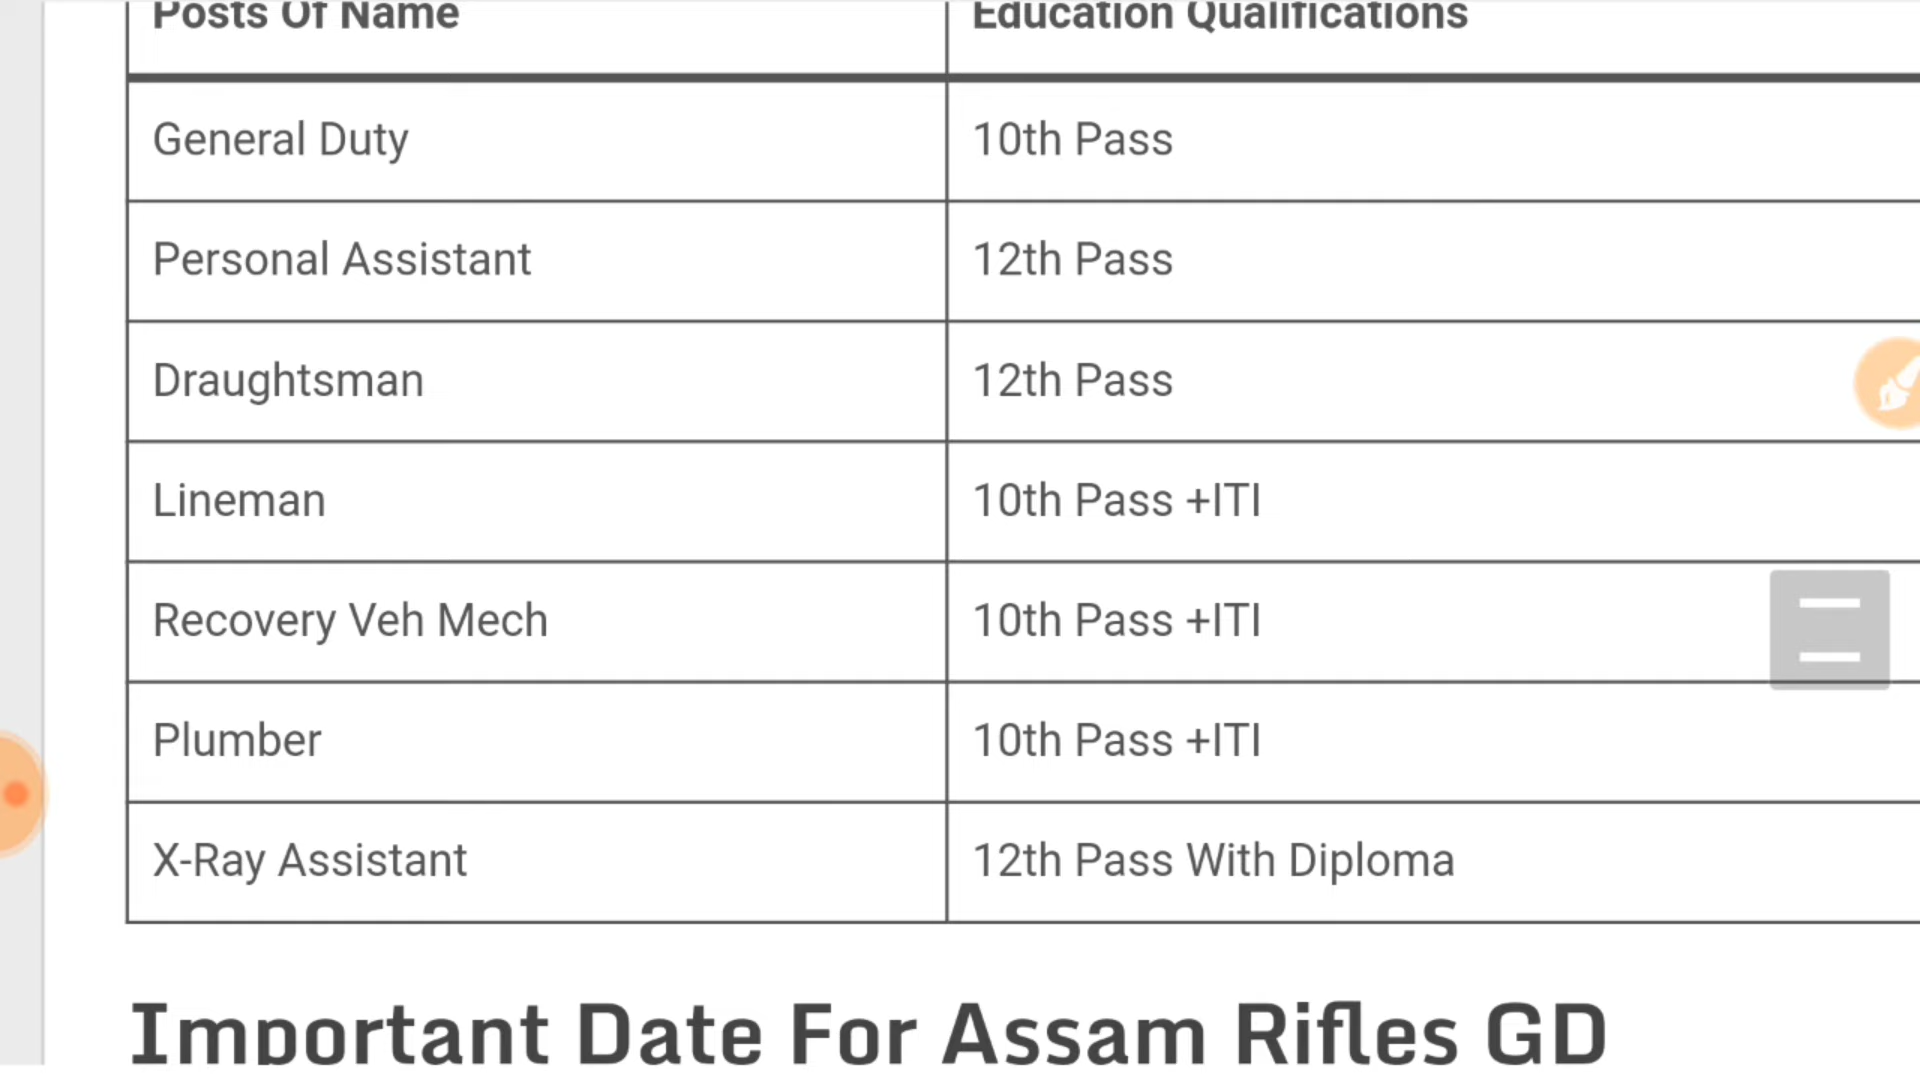 Posts Of Name Education Qualifications
General Duty 10th Pass
Personal Assistant 12th Pass
Draughtsman 12th Pass
Lineman 10th Pass +ITI
Recovery Veh Mech 10th Pass +ITI
Plumber 10th Pass +ITI
X-Ray Assistant 12th Pass With Diploma
Important Date For Assam Rifles GD